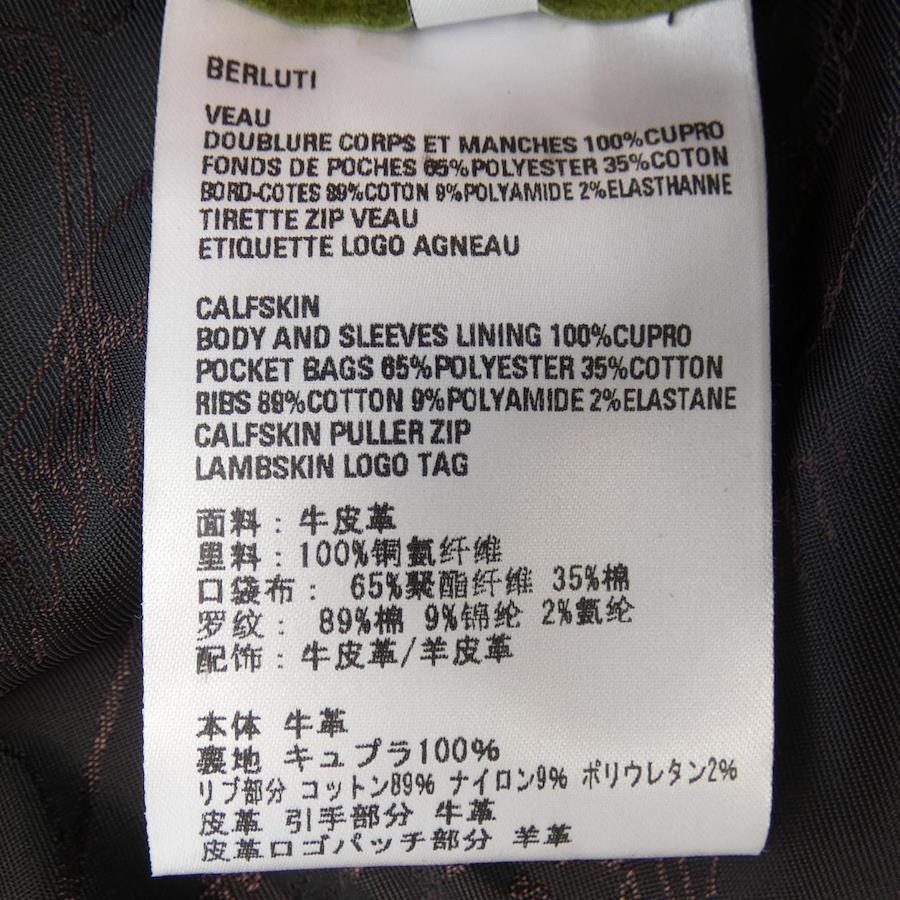 BERLUTI
VEAU
DOUBLURE CORPS ET MANCHES 100%CUPRO
FONDS DE POCHES 65%POLYESTER 35%COTON
BORD-COTES 89%COTON 9%POLYAMIDE 2%ELASTHANNE
TIRETTE ZIP VEAU
ETIQUETTE LOGO AGNEAU
CALFSKIN
BODY AND SLEEVES LINING 100%CUPRO
POCKET BAGS 65%POLYESTER 35%COTTON
RIBS 89%COTTON 9%POLYAMIDE 2%ELASTANE
CALFSKIN PULLER ZIP
LAMBSKIN LOGO TAG
面料：牛皮革
里料：100%铜氨纤维
口袋布： 65%聚酯纤维 35%棉
罗纹： 89%棉 9%锦纶 2%氨纶
配饰：牛皮革/羊皮革
本体 牛革
裏地 キュプラ100%
リブ部分 コットン89% ナイロン9% ポリウレタン2%
皮革 引手部分 牛革
皮革ロゴパッチ部分 羊革